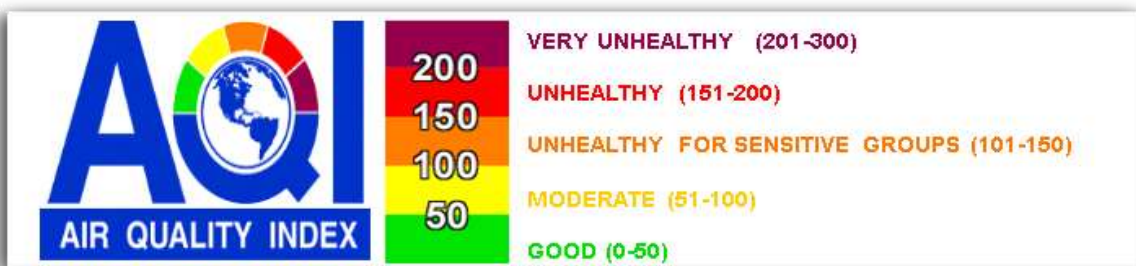 AQI
AIR QUALITY INDEX
200
150
100
50
VERY UNHEALTHY (201-300)
UNHEALTHY (151-200)
UNHEALTHY FOR SENSITIVE GROUPS (101-150)
MODERATE (51-100)
GOOD (0-50)